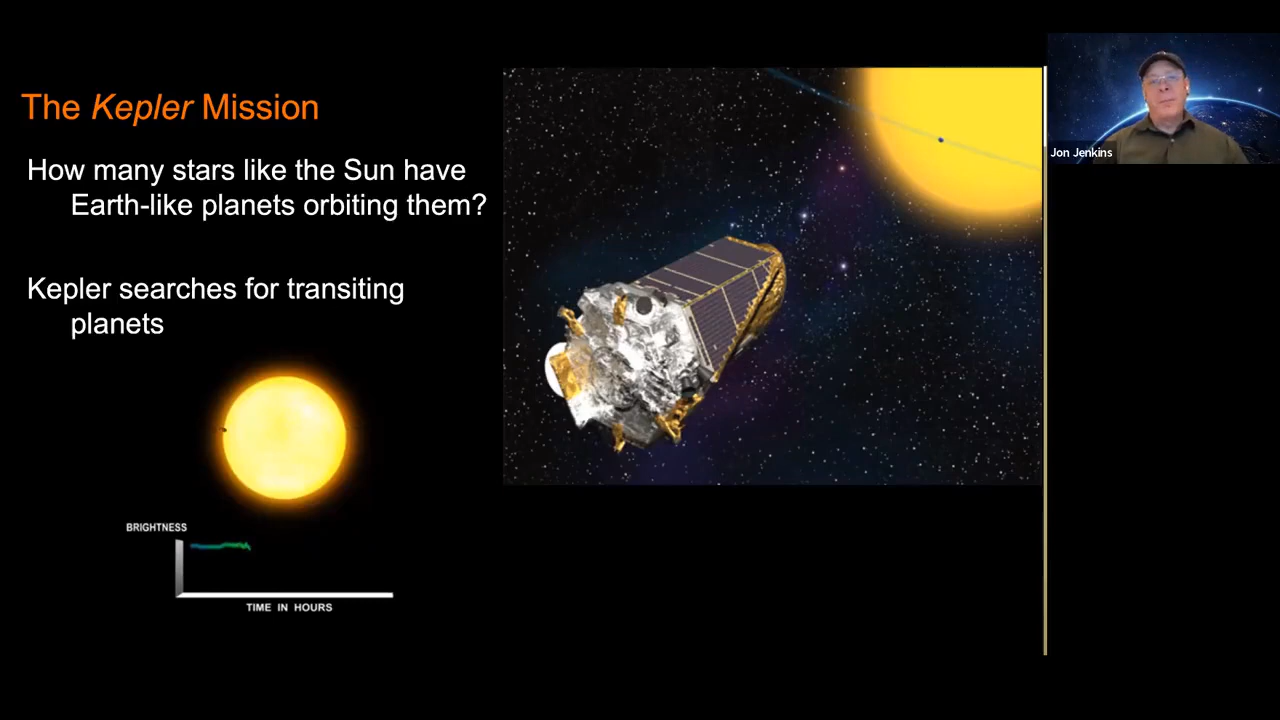 The Kepler Mission
How many stars like the Sun have
Earth-like planets orbiting them?
Kepler searches for transiting
planets
BRIGHTNESS
TIME IN HOURS
Jon Jenkins